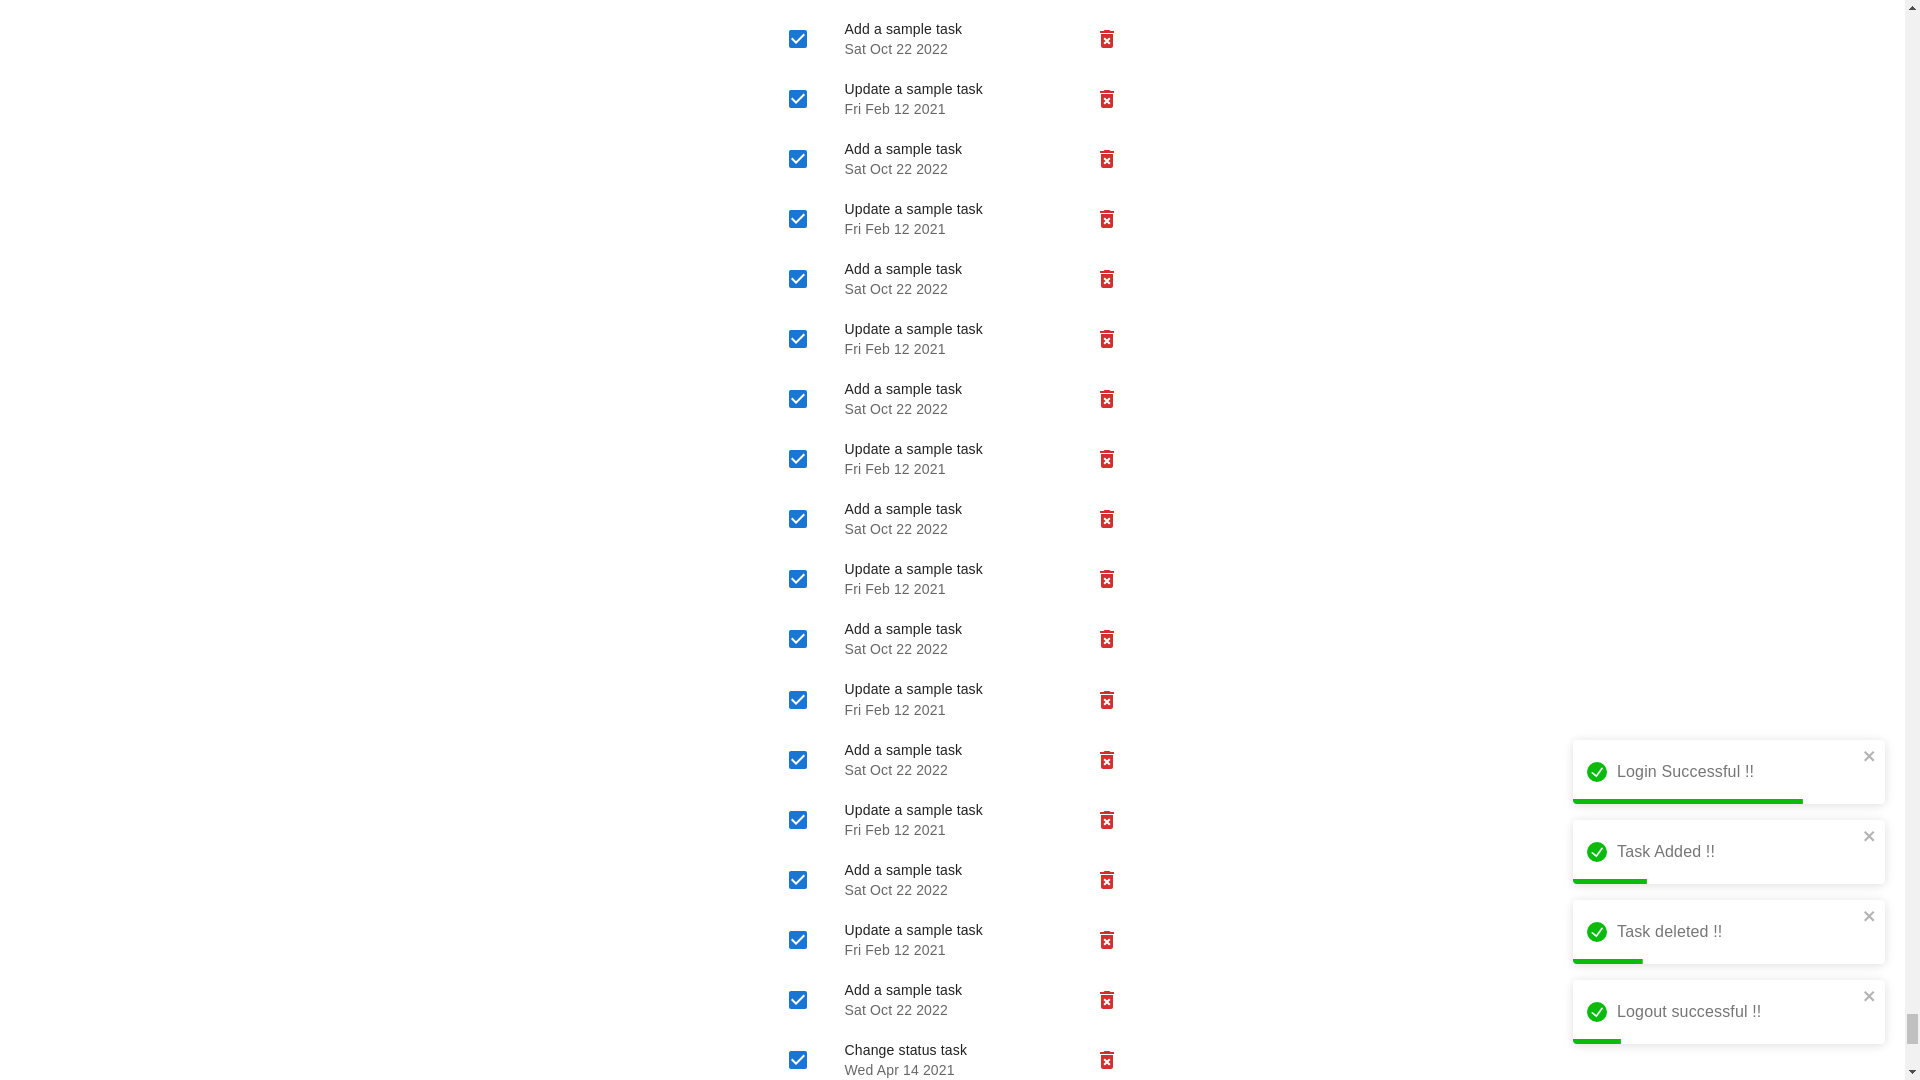 Add a sample task
Sat Oct 22 2022
Update a sample task
Fri Feb 12 2021
Add a sample task
Sat Oct 22 2022
Update a sample task
Fri Feb 12 2021
Add a sample task
Sat Oct 22 2022
Update a sample task
Fri Feb 12 2021
Add a sample task
Sat Oct 22 2022
Update a sample task
Fri Feb 12 2021
Add a sample task
Sat Oct 22 2022
Update a sample task
Fri Feb 12 2021
Add a sample task
Sat Oct 22 2022
Update a sample task
Fri Feb 12 2021
Add a sample task
Sat Oct 22 2022
Update a sample task
Fri Feb 12 2021
Add a sample task
Sat Oct 22 2022
Update a sample task
Fri Feb 12 2021
Add a sample task
Sat Oct 22 2022
Change status task
Wed Apr 14 2021
Login Successful !!
Task Added !!
Task deleted !!
Logout successful !!